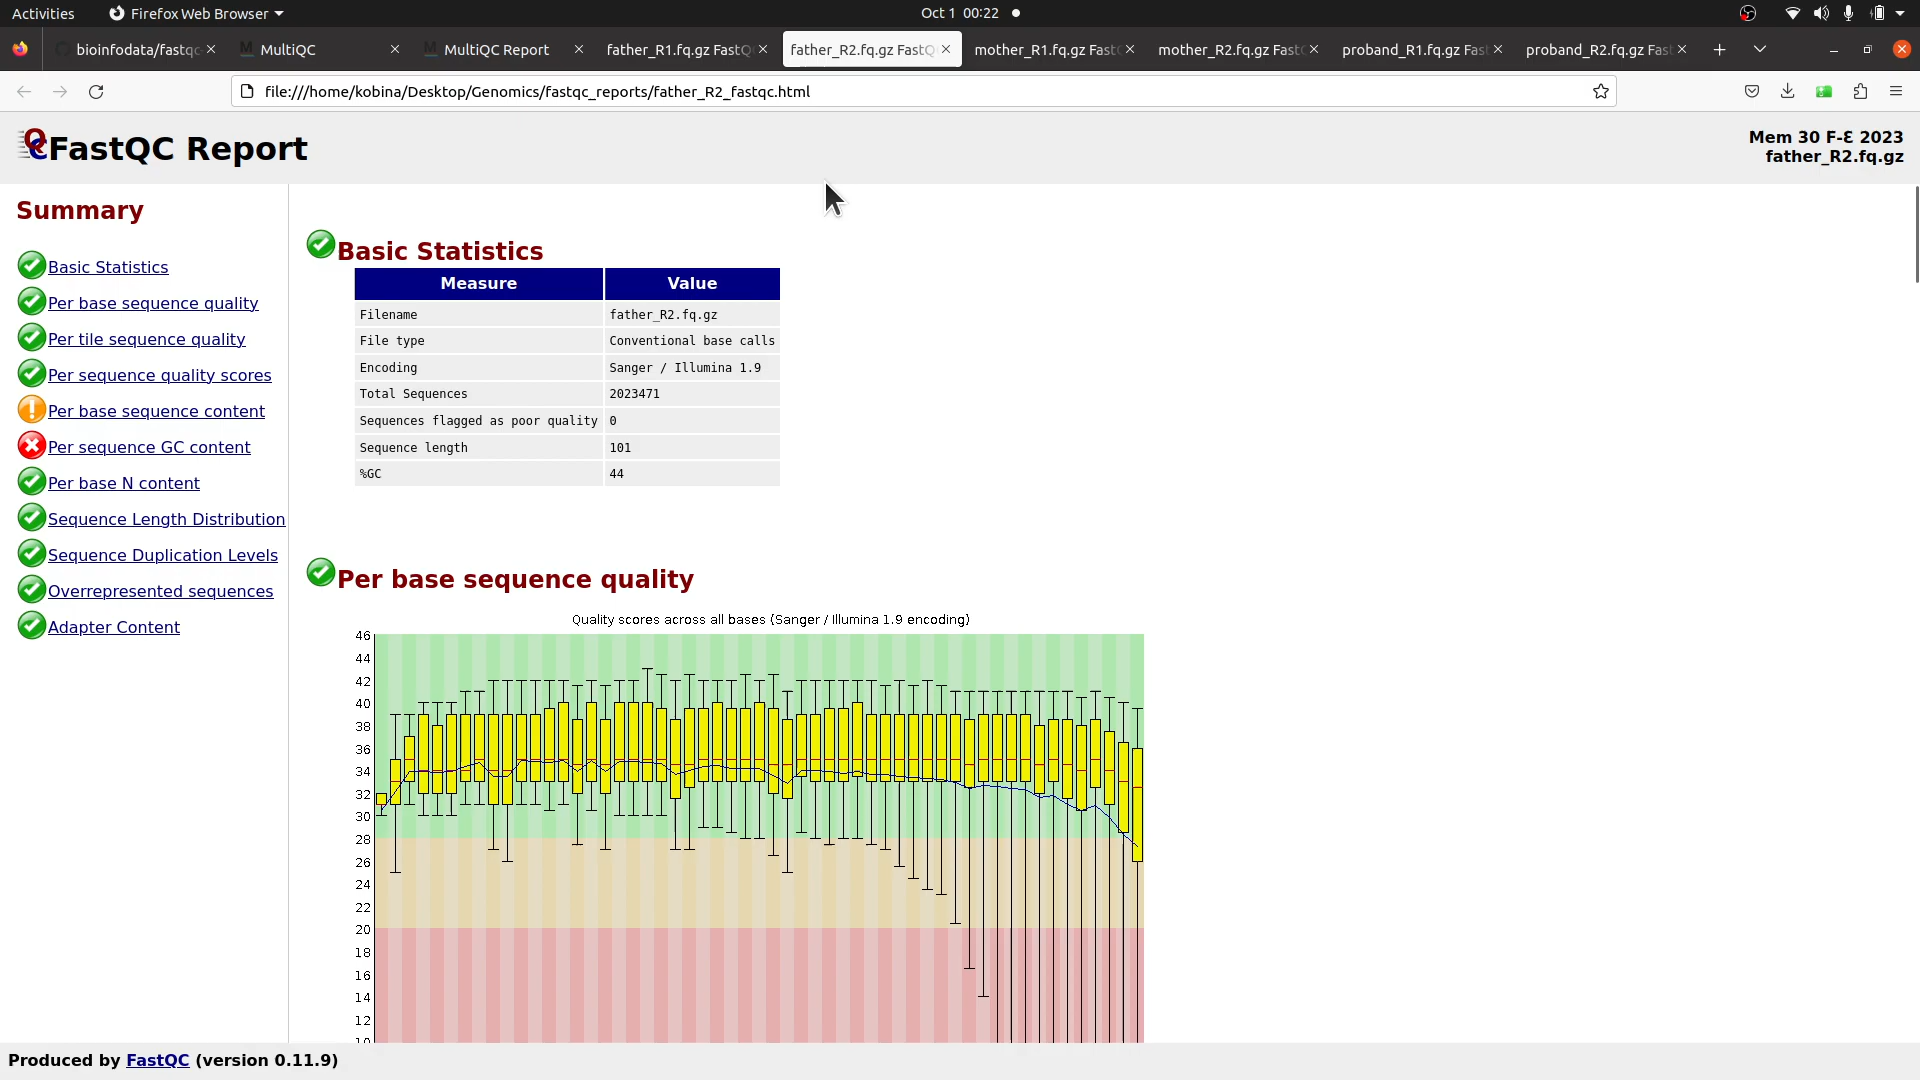 Activities
Firefox Web Browser
Oct 1 00:22
bioinfodata/fastqc
MultiQC
MultiQC Report
father_R1.fq.gz FastQ
father_R2.fq.gz FastQ
mother_R1.fq.gz Fast
mother_R2.fq.gz Fast
proband_R1.fq.gz Fas
proband_R2.fq.gz Fast
file:///home/kobina/Desktop/Genomics/fastqc_reports/father_R2_fastqc.html
FastQC Report
Mem 30 F-Ɛ 2023
father_R2.fq.gz
Summary
Basic Statistics
Per base sequence quality
Per tile sequence quality
Per sequence quality scores
Per base sequence content
Per sequence GC content
Per base N content
Sequence Length Distribution
Sequence Duplication Levels
Overrepresented sequences
Adapter Content
Basic Statistics
Measure Value
Filename father_R2.fq.gz
File type Conventional base calls
Encoding Sanger / Illumina 1.9
Total Sequences 2023471
Sequences flagged as poor quality 0
Sequence length 101
%GC 44
Per base sequence quality
Quality scores across all bases (Sanger / Illumina 1.9 encoding)
46
44
42
40
38
36
34
32
30
28
26
24
22
20
18
16
14
12
10
Produced by FastQC (version 0.11.9)